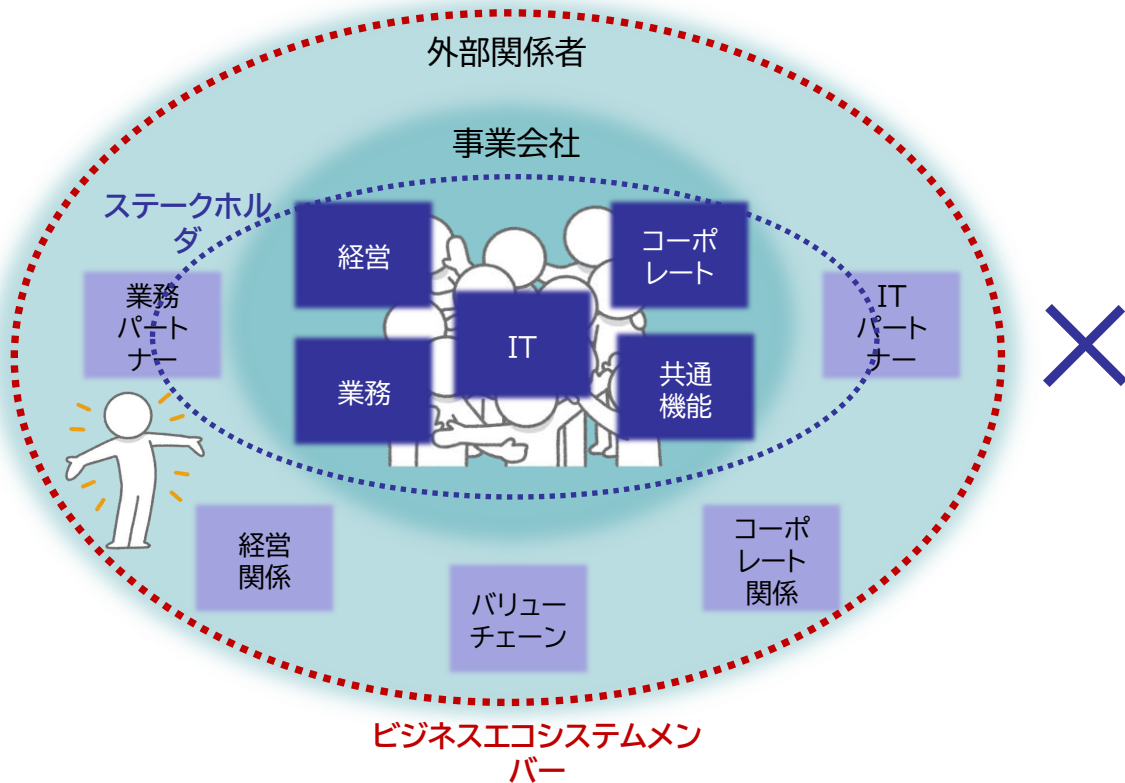 外部関係者
事業会社
ステークホル
ダ
経営
コーポ
レート
業務
パート
ナー
IT
パート
ナー
IT
業務
共通
機能
経営
関係
コーポ
レート
関係
バリュー
チェーン
ビジネスエコシステムメン
バー